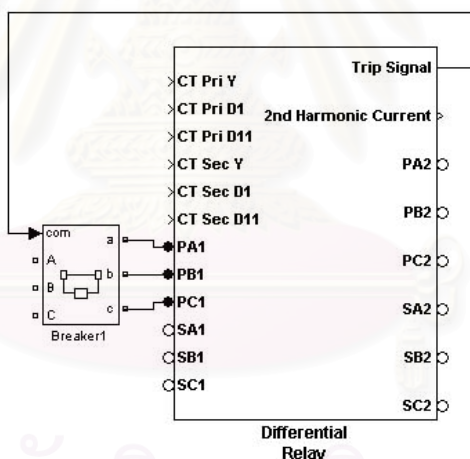 Trip Signal
CT Pri Y
CT Pri D1
2nd Harmonic Current
CT Pri D11
CT Sec Y
PA2
CT Sec D1
PB2
CT Sec D11
com
a
PA1
A
PC2
b
PB1
B
c
PC1
C
SA2
SA1
Breaker1
SB1
SB2
SC1
SC2
Differential
Relay